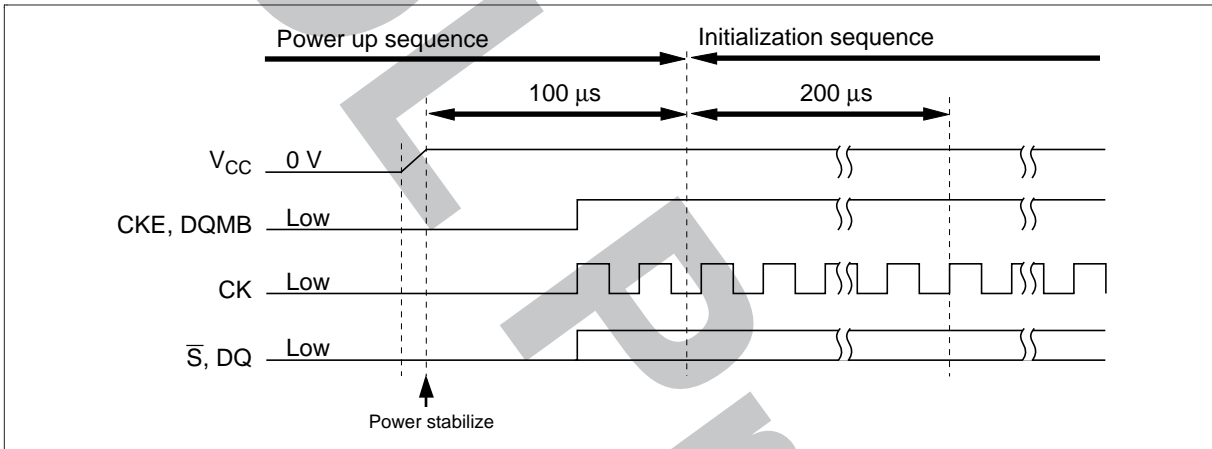 Power up sequence Initialization sequence
100 μs 200 μs
VCC 0 V
CKE, DQMB Low
CK Low
S̅, DQ Low
Power stabilize